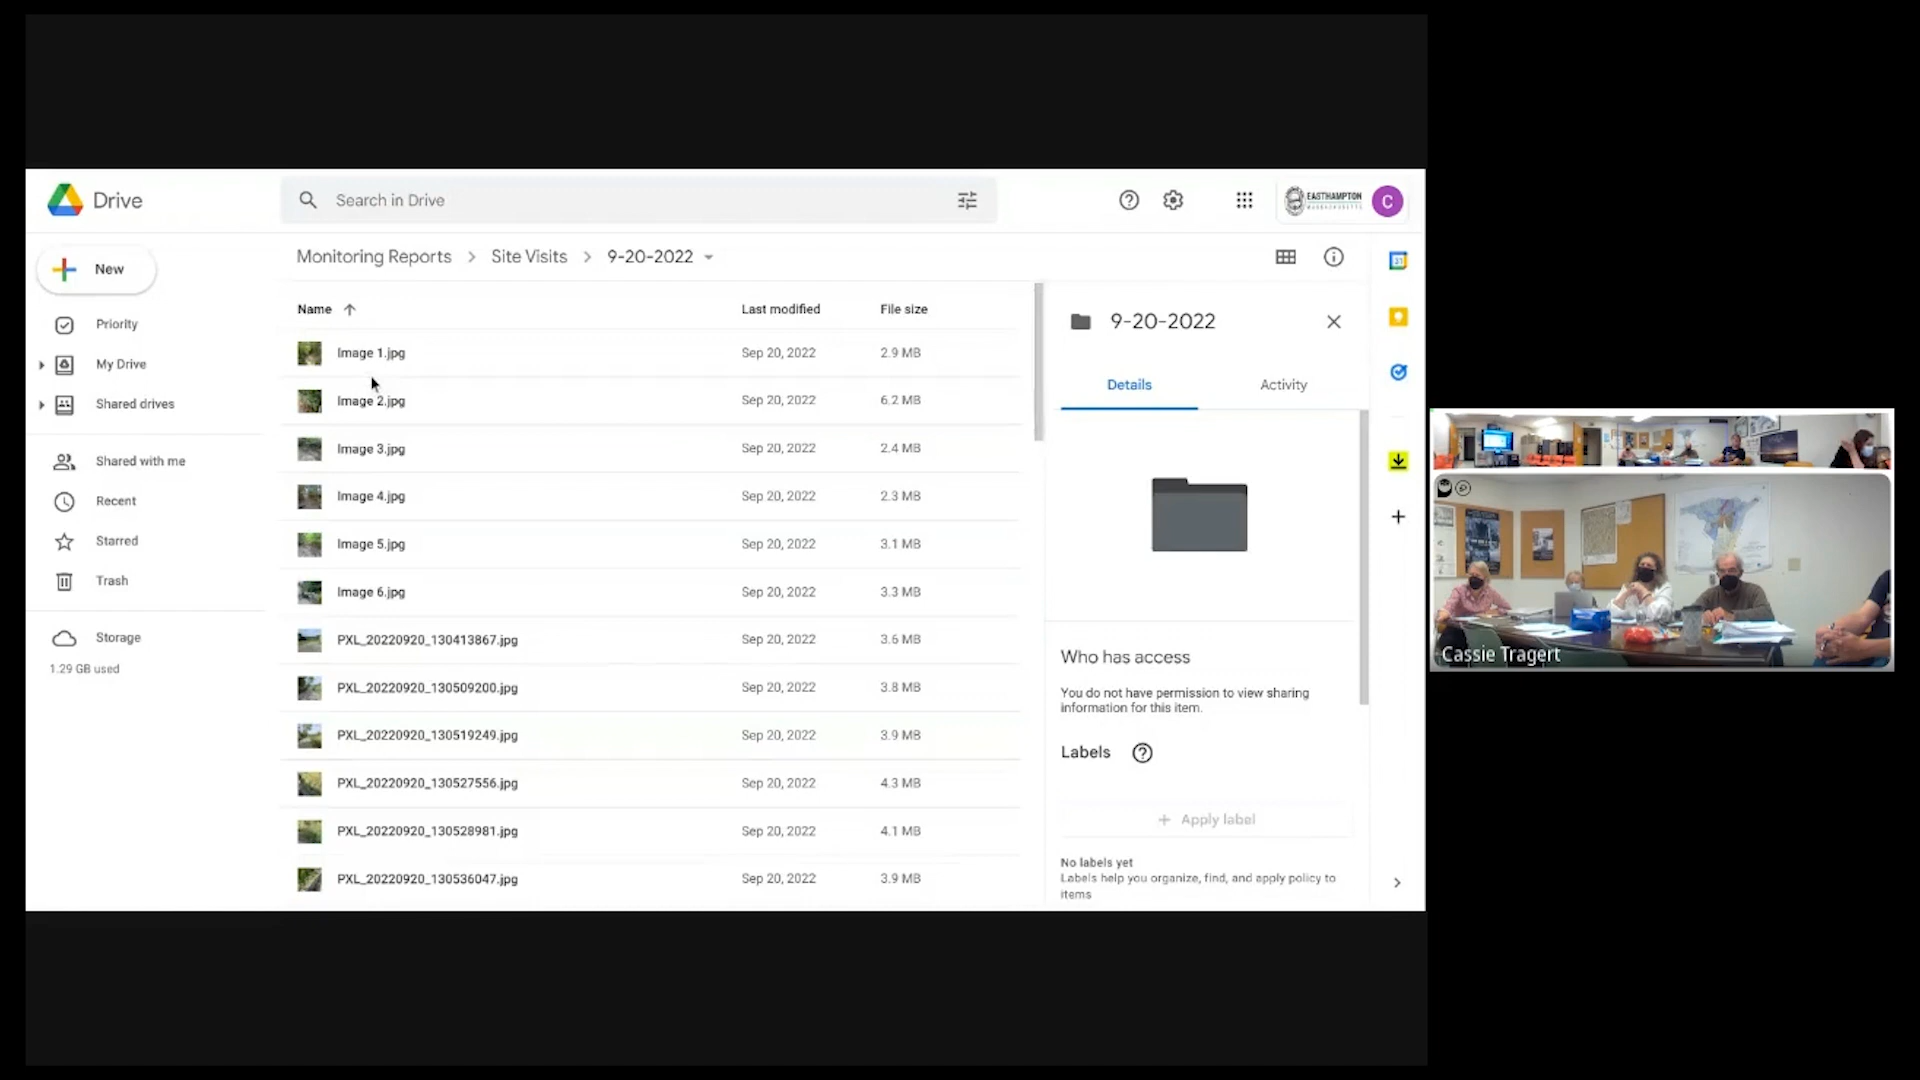 Drive
Search in Drive
EASTHAMPTON
C
New
Monitoring Reports > Site Visits > 9-20-2022
Priority
My Drive
Shared drives
Shared with me
Recent
Starred
Trash
Storage
1.29 GB used
Name Last modified File size
Image 1.jpg Sep 20, 2022 2.9 MB
Image 2.jpg Sep 20, 2022 6.2 MB
Image 3.jpg Sep 20, 2022 2.4 MB
Image 4.jpg Sep 20, 2022 2.3 MB
Image 5.jpg Sep 20, 2022 3.1 MB
Image 6.jpg Sep 20, 2022 3.3 MB
PXL_20220920_130413867.jpg Sep 20, 2022 3.6 MB
PXL_20220920_130509200.jpg Sep 20, 2022 3.8 MB
PXL_20220920_130519249.jpg Sep 20, 2022 3.9 MB
PXL_20220920_130527556.jpg Sep 20, 2022 4.3 MB
PXL_20220920_130528981.jpg Sep 20, 2022 4.1 MB
PXL_20220920_130536047.jpg Sep 20, 2022 3.9 MB
9-20-2022
Details Activity
Who has access
You do not have permission to view sharing
information for this item.
Labels
+ Apply label
No labels yet
Labels help you organize, find, and apply policy to
items
31
Cassie Tragert